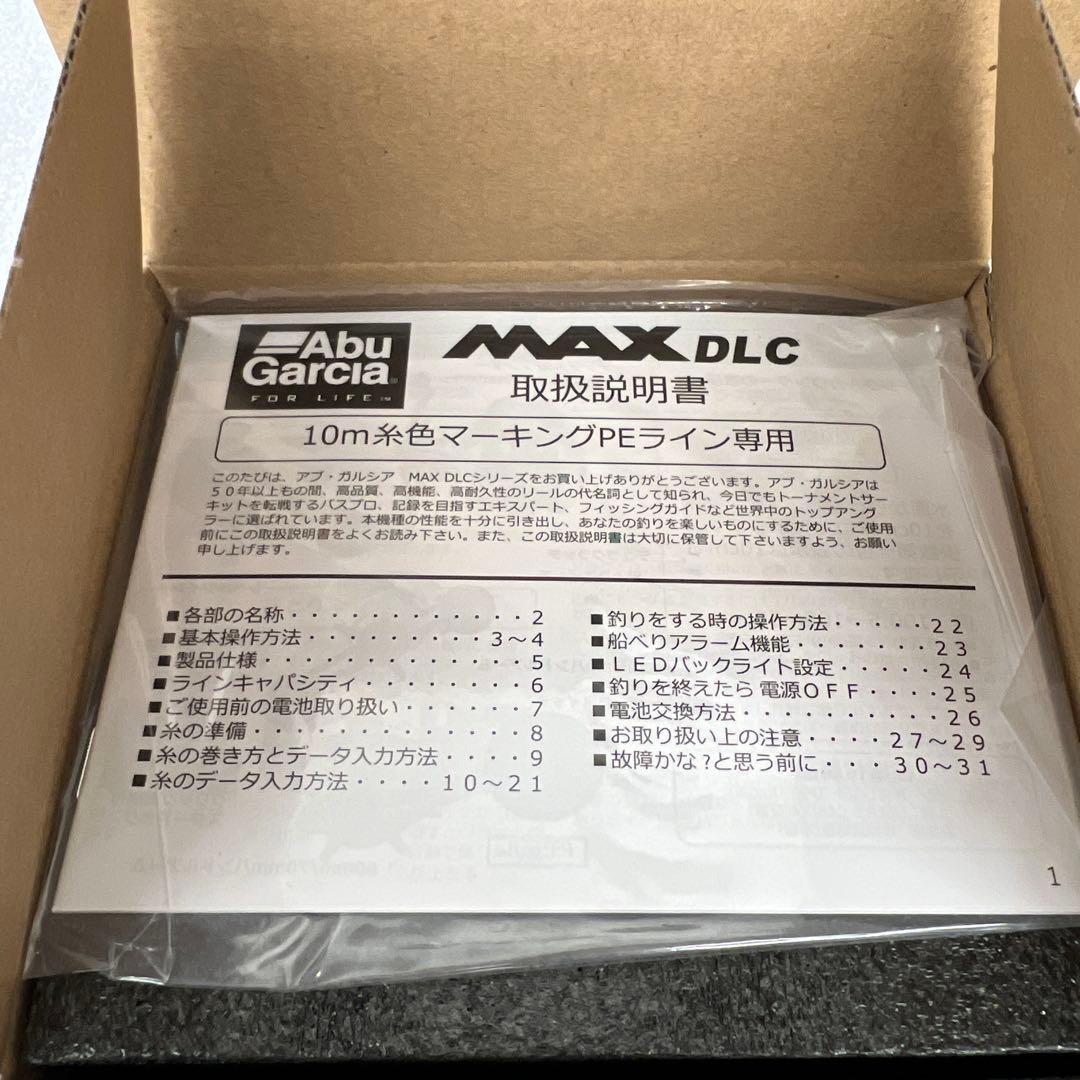 Abu
Garcia
FOR LIFE™
MAX DLC
取扱説明書
10m糸色マーキングPEライン専用
このたびは、アブ・ガルシア MAX DLCシリーズをお買い上げありがとうございます。アブ・ガルシアは
50年以上もの間、高品質、高機能、高耐久性のリールの代名詞として知られ、今日でもトーナメントサー
キットを転戦するバスプロ、記録を目指すエキスパート、フィッシングガイドなど世界中のトップアング
ラーに選ばれています。本機種の性能を十分に引き出し、あなたの釣りを楽しいものにするために、ご使用
前にこの取扱説明書をよくお読み下さい。また、この取扱説明書は大切に保管して下さいますよう、お願い
申し上げます。
■各部の名称・・・・・・・・・・・・2
■基本操作方法・・・・・・・・・3～4
■製品仕様・・・・・・・・・・・・・5
■ラインキャパシティ・・・・・・・・6
■ご使用前の電池取り扱い・・・・・・7
■糸の準備・・・・・・・・・・・・・8
■糸の巻き方とデータ入力方法・・・・9
■糸のデータ入力方法・・・・10～21
■釣りをする時の操作方法・・・・・22
■船べりアラーム機能・・・・・・・23
■LEDバックライト設定・・・・・24
■釣りを終えたら 電源OFF・・・・25
■電池交換方法・・・・・・・・・・26
■お取り扱い上の注意・・・・27～29
■故障かな?と思う前に・・・30～31
1